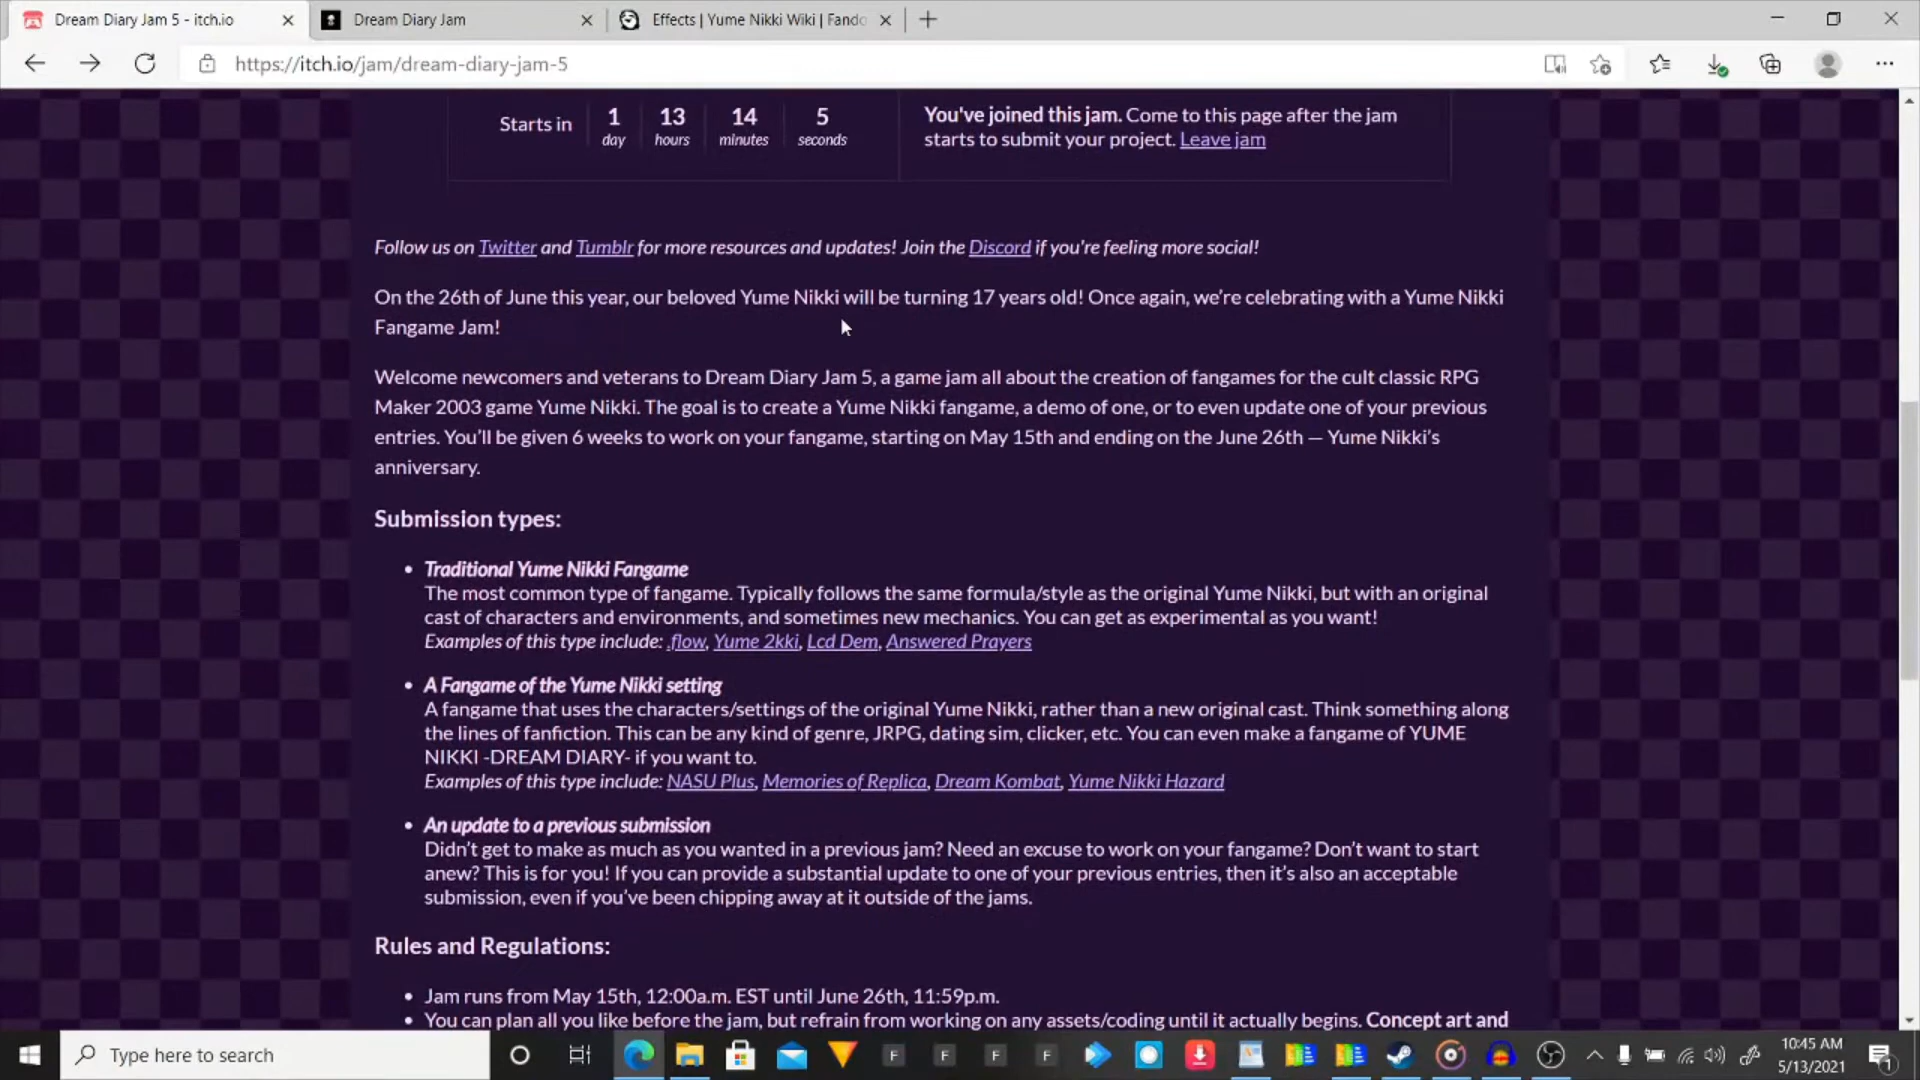 Dream Diary Jam 5 - itch.io
Dream Diary Jam
Effects | Yume Nikki Wiki | Fando
https://itch.io/jam/dream-diary-jam-5
Starts in 1 day 13 hours 14 minutes 5 seconds
You've joined this jam. Come to this page after the jam
starts to submit your project. Leave jam
Follow us on Twitter and Tumblr for more resources and updates! Join the Discord if you're feeling more social!
On the 26th of June this year, our beloved Yume Nikki will be turning 17 years old! Once again, we're celebrating with a Yume Nikki
Fangame Jam!
Welcome newcomers and veterans to Dream Diary Jam 5, a game jam all about the creation of fangames for the cult classic RPG
Maker 2003 game Yume Nikki. The goal is to create a Yume Nikki fangame, a demo of one, or to even update one of your previous
entries. You'll be given 6 weeks to work on your fangame, starting on May 15th and ending on the June 26th — Yume Nikki's
anniversary.
Submission types:
• Traditional Yume Nikki Fangame
The most common type of fangame. Typically follows the same formula/style as the original Yume Nikki, but with an original
cast of characters and environments, and sometimes new mechanics. You can get as experimental as you want!
Examples of this type include: .flow, Yume 2kki, Lcd Dem, Answered Prayers
• A Fangame of the Yume Nikki setting
A fangame that uses the characters/settings of the original Yume Nikki, rather than a new original cast. Think something along
the lines of fanfiction. This can be any kind of genre, JRPG, dating sim, clicker, etc. You can even make a fangame of YUME
NIKKI -DREAM DIARY- if you want to.
Examples of this type include: NASU Plus, Memories of Replica, Dream Kombat, Yume Nikki Hazard
• An update to a previous submission
Didn't get to make as much as you wanted in a previous jam? Need an excuse to work on your fangame? Don't want to start
anew? This is for you! If you can provide a substantial update to one of your previous entries, then it's also an acceptable
submission, even if you've been chipping away at it outside of the jams.
Rules and Regulations:
• Jam runs from May 15th, 12:00a.m. EST until June 26th, 11:59p.m.
• You can plan all you like before the jam, but refrain from working on any assets/coding until it actually begins. Concept art and
Type here to search
F F F F
10:45 AM
5/13/2021
1